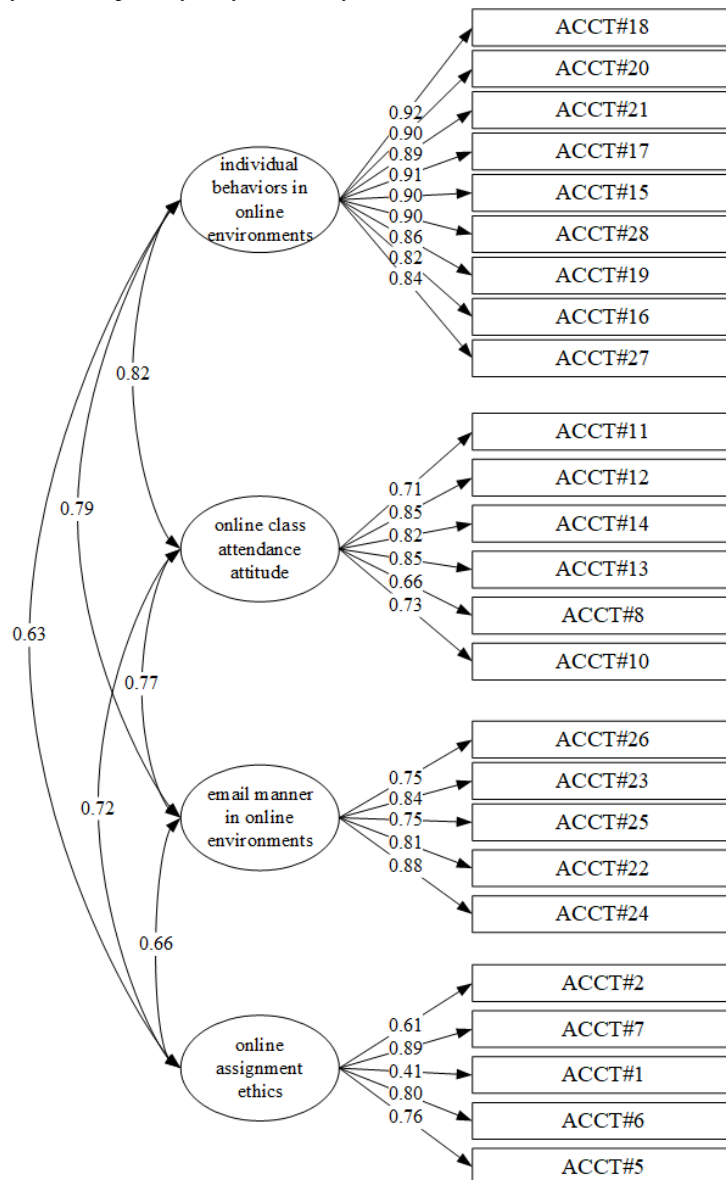 ACCT#18
ACCT#20
ACCT#21
ACCT#17
ACCT#15
ACCT#28
ACCT#19
ACCT#16
ACCT#27
0.92
0.90
0.89
0.91
0.90
0.90
0.86
0.82
0.84
individual
behaviors in
online
environments
0.82
ACCT#11
ACCT#12
ACCT#14
ACCT#13
ACCT#8
ACCT#10
0.71
0.85
0.82
0.85
0.66
0.73
online class
attendance
attitude
0.79
0.63
0.77
0.72
ACCT#26
ACCT#23
ACCT#25
ACCT#22
ACCT#24
0.75
0.84
0.75
0.81
0.88
email manner
in online
environments
0.66
ACCT#2
ACCT#7
ACCT#1
ACCT#6
ACCT#5
0.61
0.89
0.41
0.80
0.76
online
assignment
ethics